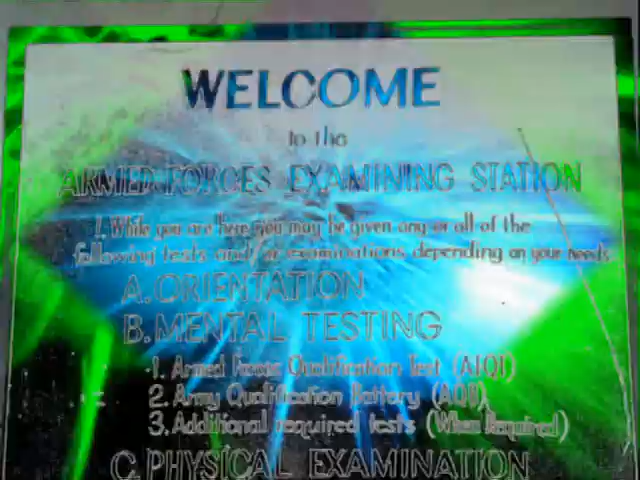 WELCOME
to the
ARMED FORCES EXAMINING STATION
1. While you are here you may be given any or all of the
following tests and/or examinations depending on your needs
A. ORIENTATION
B. MENTAL TESTING
1. Armed Forces Qualification Test (AFQT)
2. Army Qualification Battery (AQB)
3. Additional required tests (When Required)
C. PHYSICAL EXAMINATION